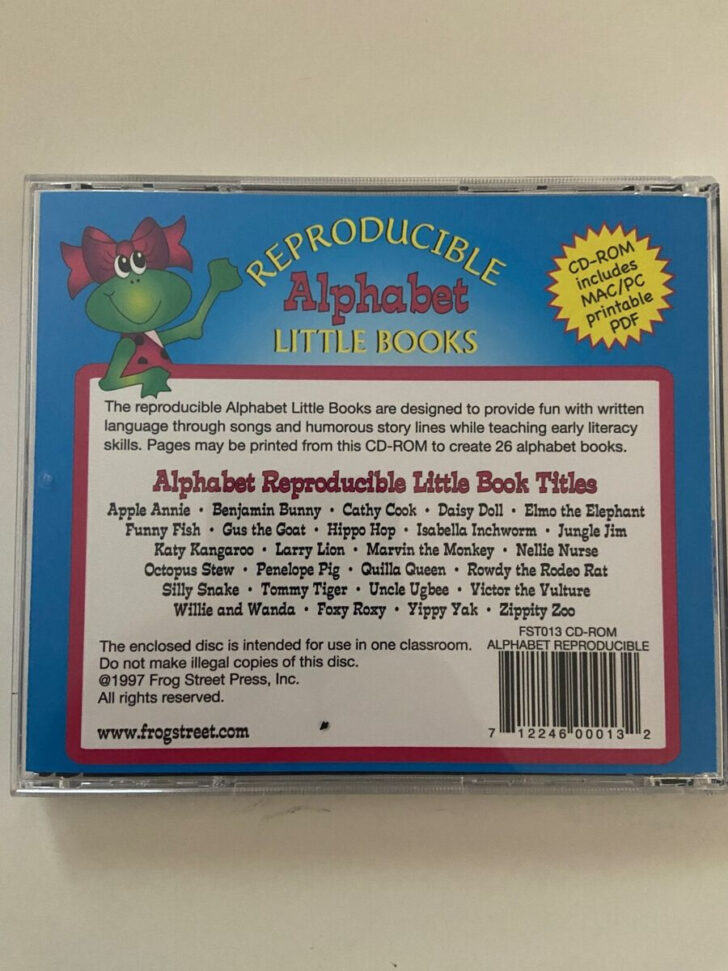 REPRODUCIBLE
Alphabet
LITTLE BOOKS
CD-ROM
includes
MAC/PC
printable
PDF
The reproducible Alphabet Little Books are designed to provide fun with written
language through songs and humorous story lines while teaching early literacy
skills. Pages may be printed from this CD-ROM to create 26 alphabet books.
Alphabet Reproducible Little Book Titles
Apple Annie • Benjamin Bunny • Cathy Cook • Daisy Doll • Elmo the Elephant
Funny Fish • Gus the Goat • Hippo Hop • Isabella Inchworm • Jungle Jim
Katy Kangaroo • Larry Lion • Marvin the Monkey • Nellie Nurse
Octopus Stew • Penelope Pig • Quilla Queen • Rowdy the Rodeo Rat
Silly Snake • Tommy Tiger • Uncle Ugbee • Victor the Vulture
Willie and Wanda • Foxy Roxy • Yippy Yak • Zippity Zoo
The enclosed disc is intended for use in one classroom.
Do not make illegal copies of this disc.
@1997 Frog Street Press, Inc.
All rights reserved.
www.frogstreet.com
FST013 CD-ROM
ALPHABET REPRODUCIBLE
7 12246 00013 2